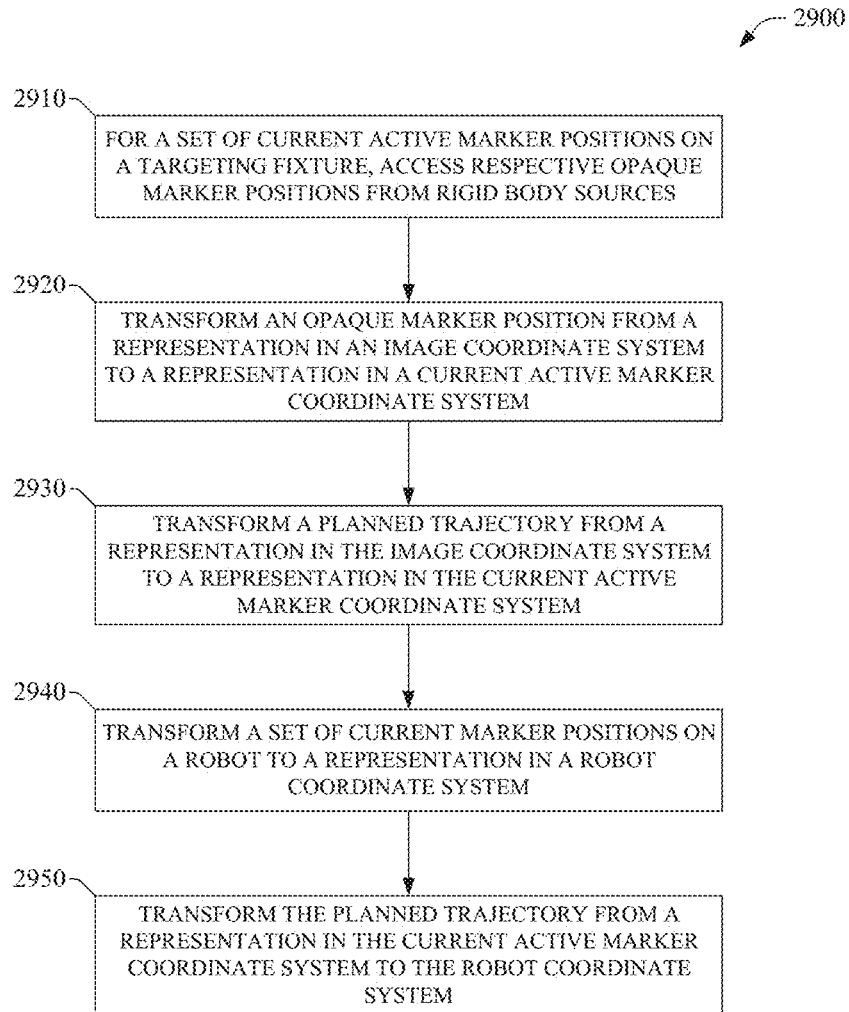 2900
2910
FOR A SET OF CURRENT ACTIVE MARKER POSITIONS ON
A TARGETING FIXTURE, ACCESS RESPECTIVE OPAQUE
MARKER POSITIONS FROM RIGID BODY SOURCES
2920
TRANSFORM AN OPAQUE MARKER POSITION FROM A
REPRESENTATION IN AN IMAGE COORDINATE SYSTEM
TO A REPRESENTATION IN A CURRENT ACTIVE MARKER
COORDINATE SYSTEM
2930
TRANSFORM A PLANNED TRAJECTORY FROM A
REPRESENTATION IN THE IMAGE COORDINATE SYSTEM
TO A REPRESENTATION IN THE CURRENT ACTIVE
MARKER COORDINATE SYSTEM
2940
TRANSFORM A SET OF CURRENT MARKER POSITIONS ON
A ROBOT TO A REPRESENTATION IN A ROBOT
COORDINATE SYSTEM
2950
TRANSFORM THE PLANNED TRAJECTORY FROM A
REPRESENTATION IN THE CURRENT ACTIVE MARKER
COORDINATE SYSTEM TO THE ROBOT COORDINATE
SYSTEM